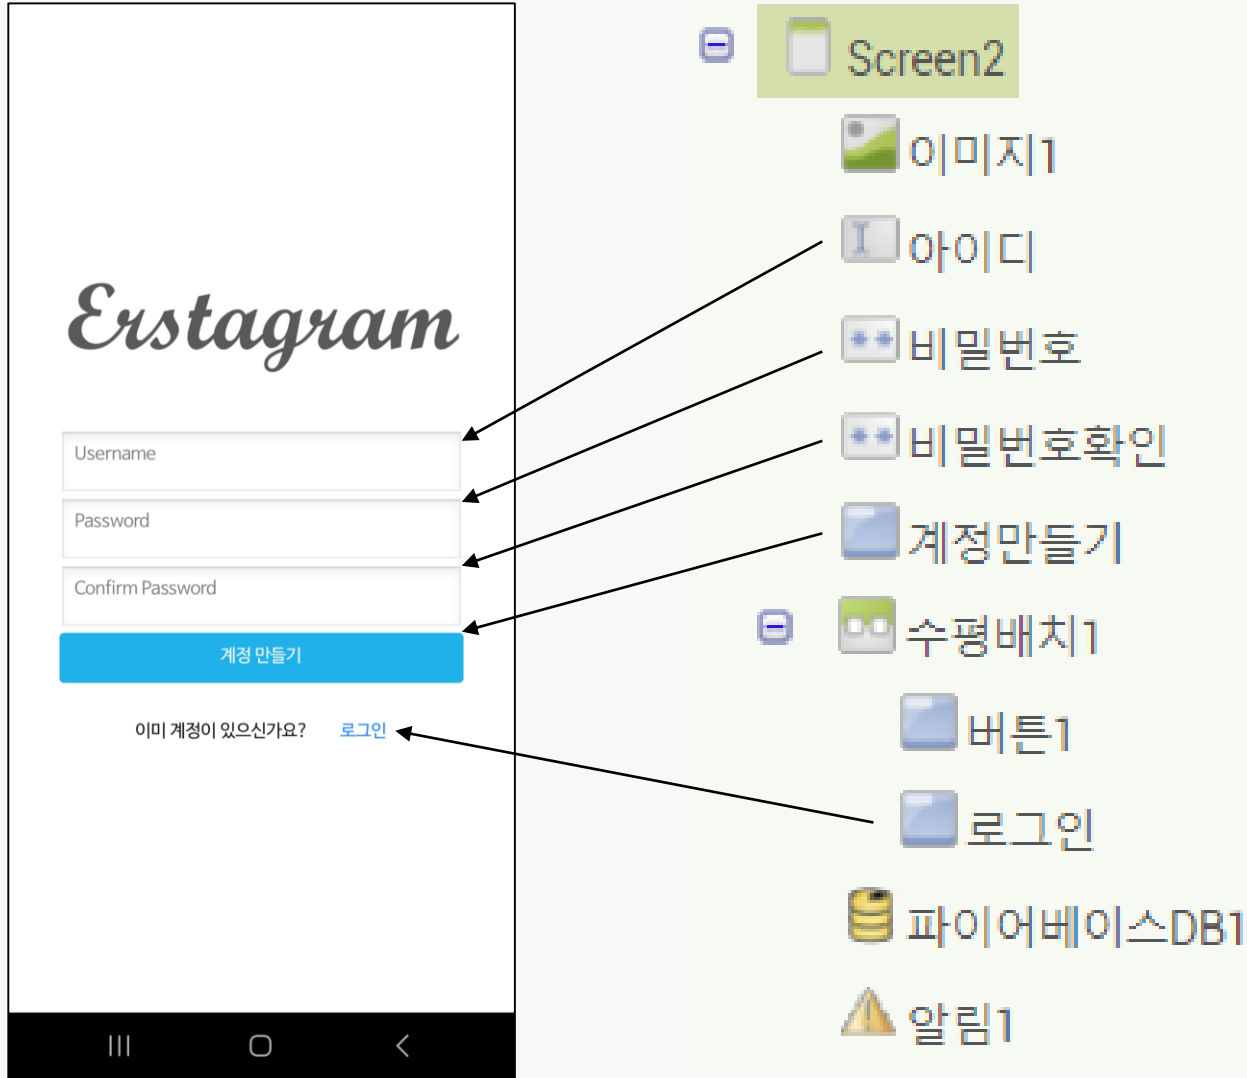 Erstagram
Username
Password
Confirm Password
계정 만들기
이미 계정이 있으신가요? 로그인
Screen2
이미지1
아이디
비밀번호
비밀번호확인
계정만들기
수평배치1
버튼1
로그인
파이어베이스DB1
알림1